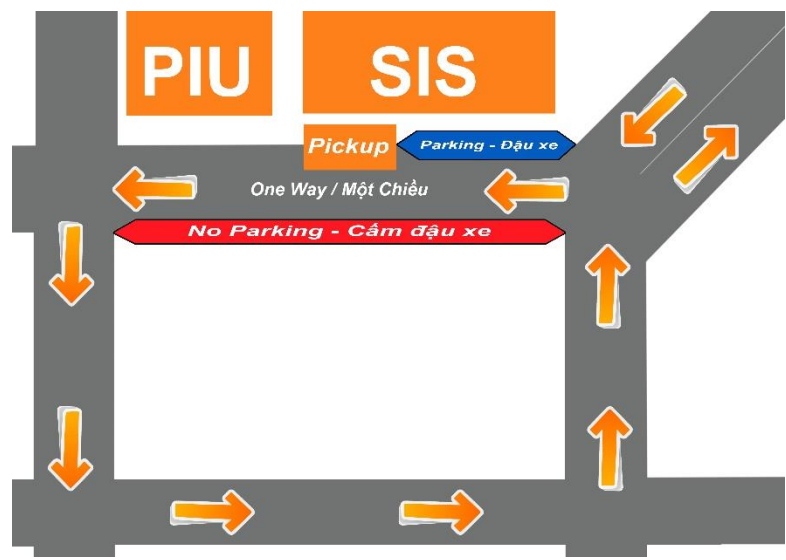 PIU
SIS
Pickup
Parking - Đậu xe
One Way / Một Chiều
No Parking - Cấm đậu xe